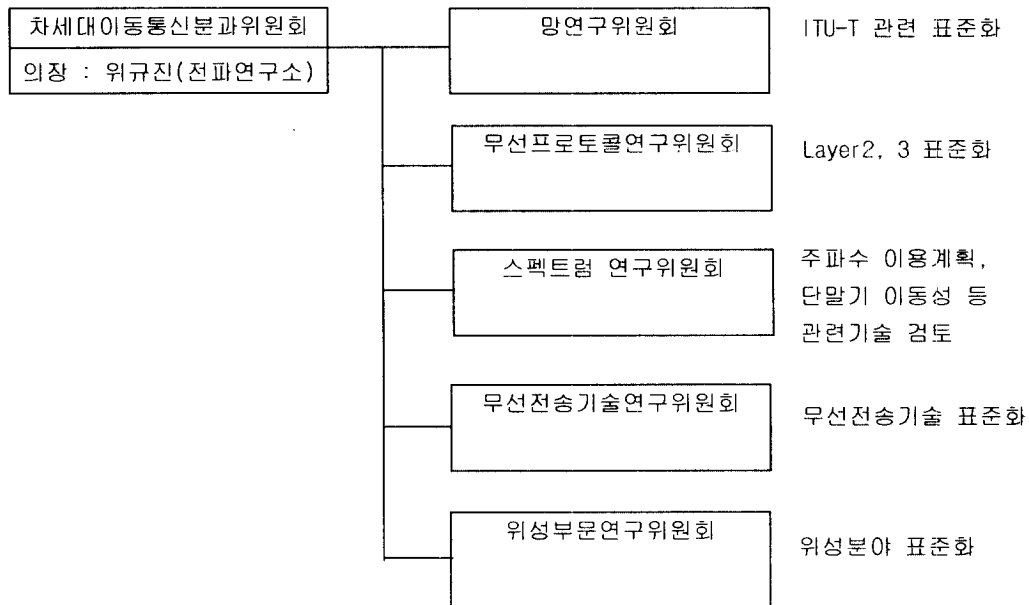 차세대이동통신분과위원회
의장 : 위규진(전파연구소)
망연구위원회
ITU-T 관련 표준화
무선프로토콜연구위원회
Layer2, 3 표준화
스펙트럼 연구위원회
주파수 이용계획,
단말기 이동성 등
관련기술 검토
무선전송기술연구위원회
무선전송기술 표준화
위성부문연구위원회
위성분야 표준화